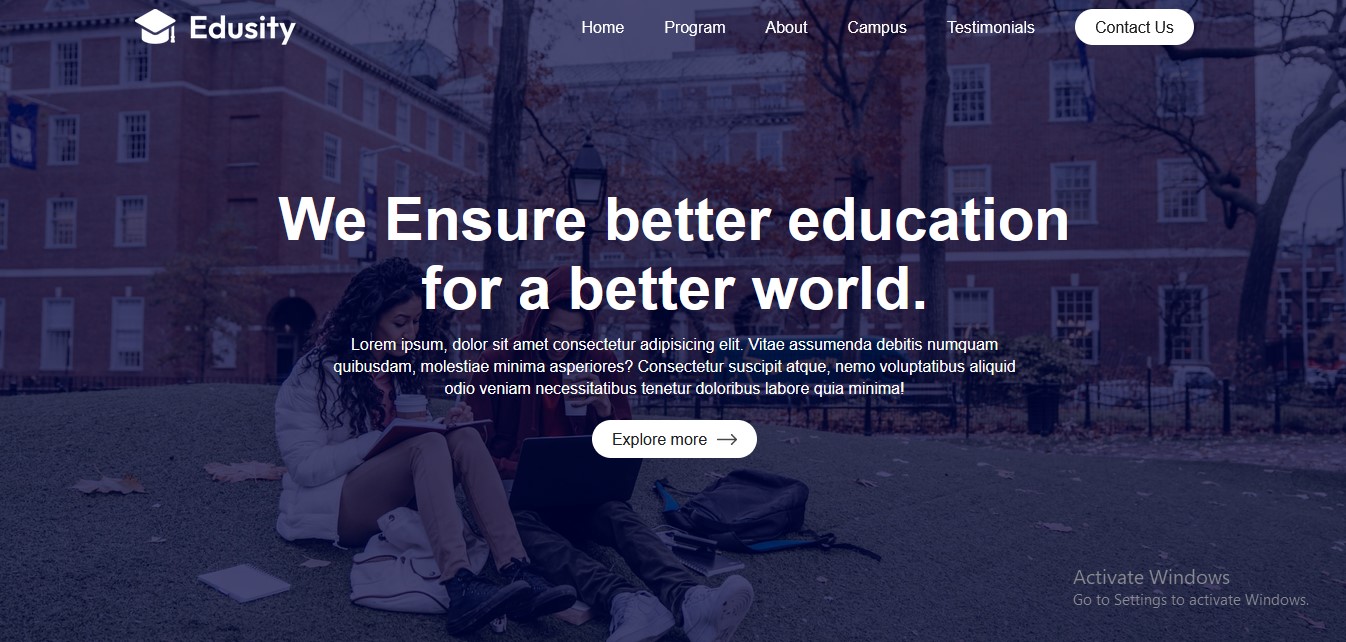 Edusity
Home Program About Campus Testimonials Contact Us
We Ensure better education
for a better world.
Lorem ipsum, dolor sit amet consectetur adipisicing elit. Vitae assumenda debitis numquam
quibusdam, molestiae minima asperiores? Consectetur suscipit atque, nemo voluptatibus aliquid
odio veniam necessitatibus tenetur doloribus labore quia minima!
Explore more
Activate Windows
Go to Settings to activate Windows.